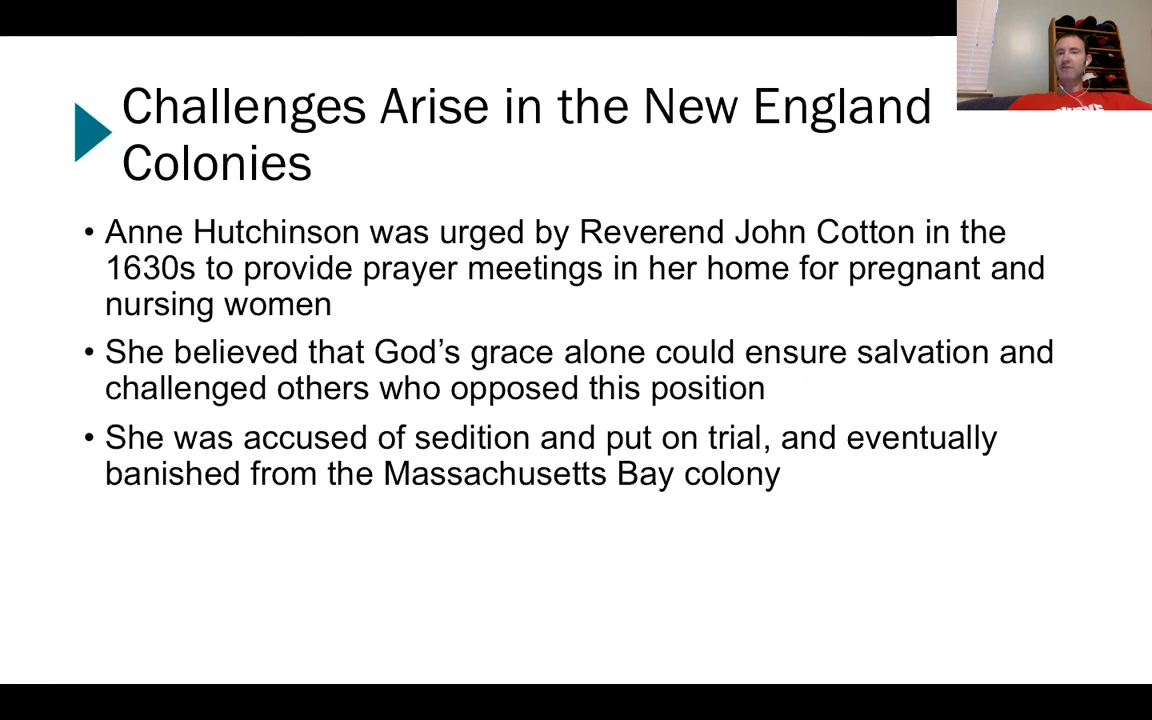 Challenges Arise in the New England
Colonies
• Anne Hutchinson was urged by Reverend John Cotton in the
1630s to provide prayer meetings in her home for pregnant and
nursing women
• She believed that God’s grace alone could ensure salvation and
challenged others who opposed this position
• She was accused of sedition and put on trial, and eventually
banished from the Massachusetts Bay colony